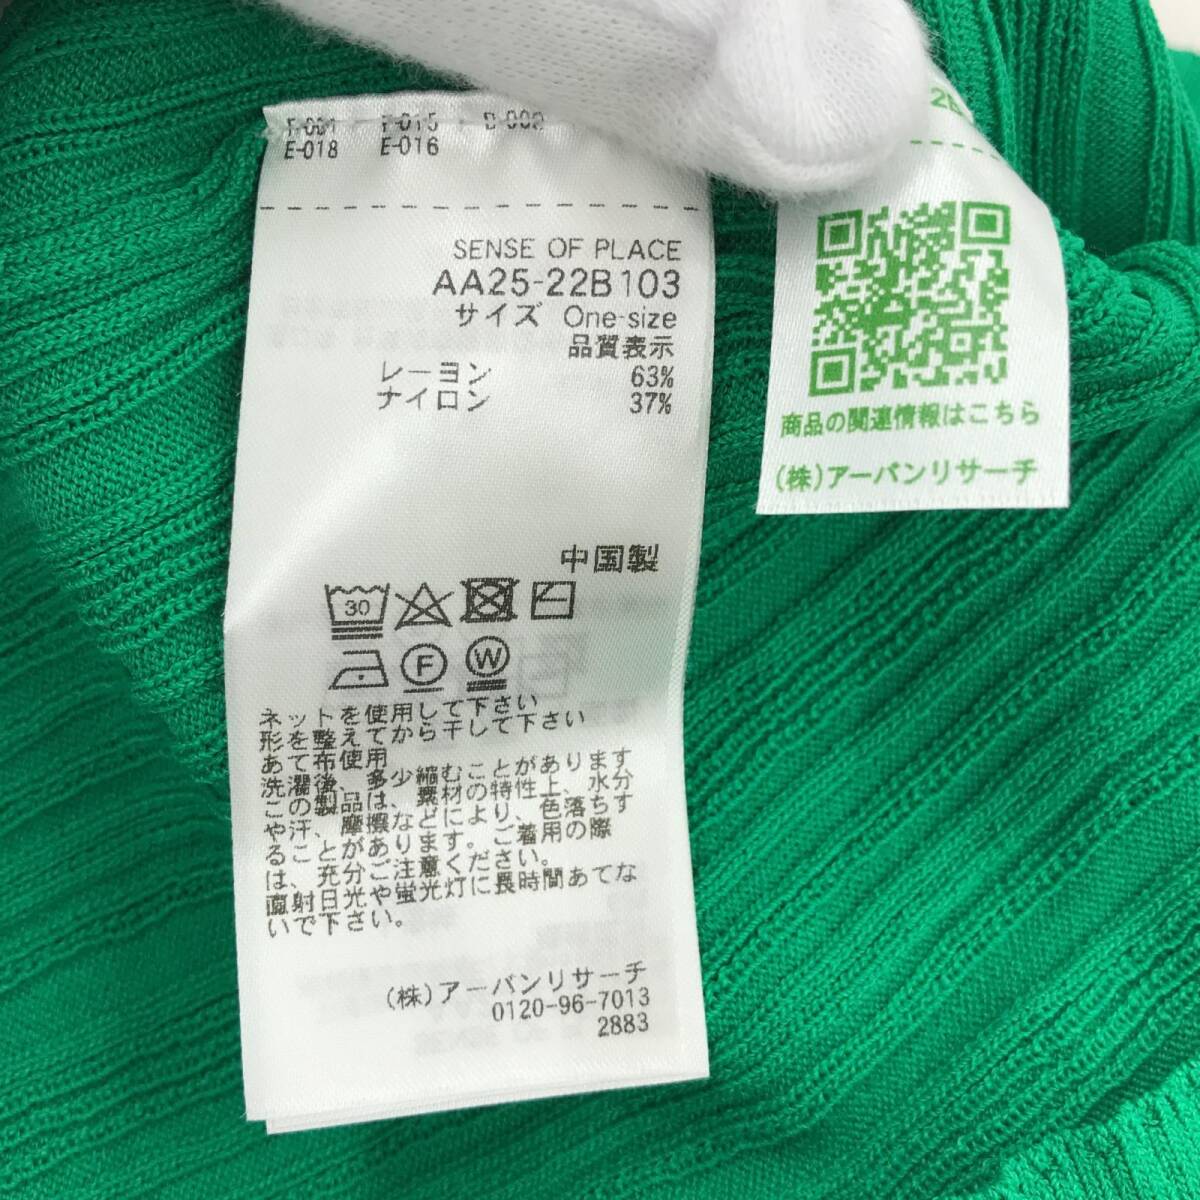 E-018 E-016
SENSE OF PLACE
AA25-22B103
サイズ One-size
品質表示
レーヨン 63%
ナイロン 37%
中国製
30
F W
ネットを使用して下さい
形を整えてから干して下さい
あて布使用
洗濯後、多少縮むことがあります
この製品は、素材の特性上、水分
や汗、摩擦などにより、色落ちす
ることがあります。ご着用の際
は、充分ご注意ください。
直射日光や蛍光灯に長時間あてな
いで下さい。
(株)アーバンリサーチ
0120-96-7013
2883
商品の関連情報はこちら
(株)アーバンリサーチ